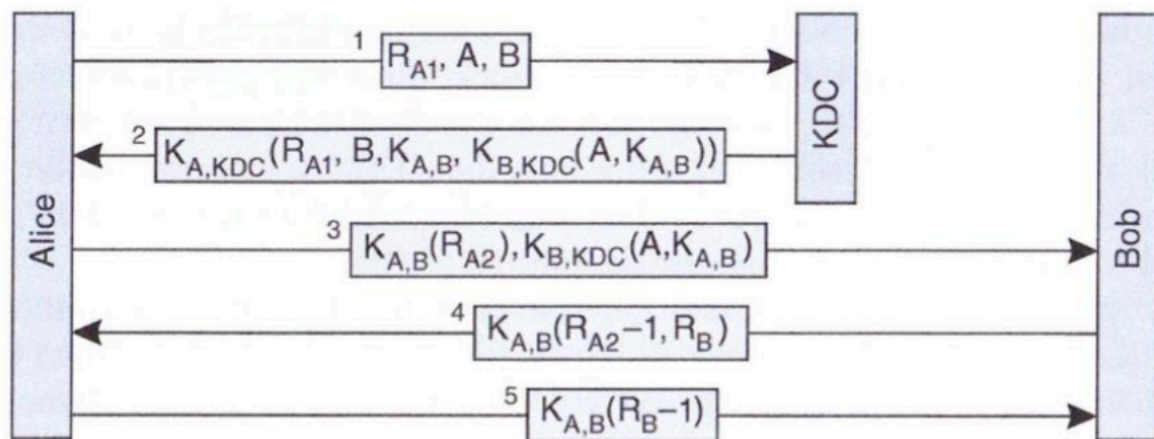 Alice
KDC
Bob
1
R_A1, A, B
2
K_A,KDC(R_A1, B, K_A,B, K_B,KDC(A, K_A,B))
3
K_A,B(R_A2), K_B,KDC(A, K_A,B)
4
K_A,B(R_A2–1, R_B)
5
K_A,B(R_B–1)